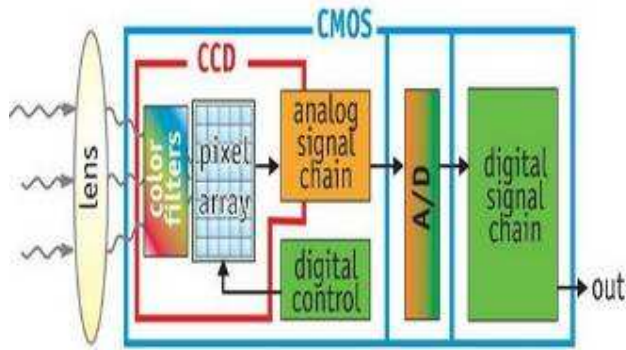 CMOS
CCD
lens
color
filters
pixel
array
analog
signal
chain
A/D
digital
signal
chain
digital
control
out